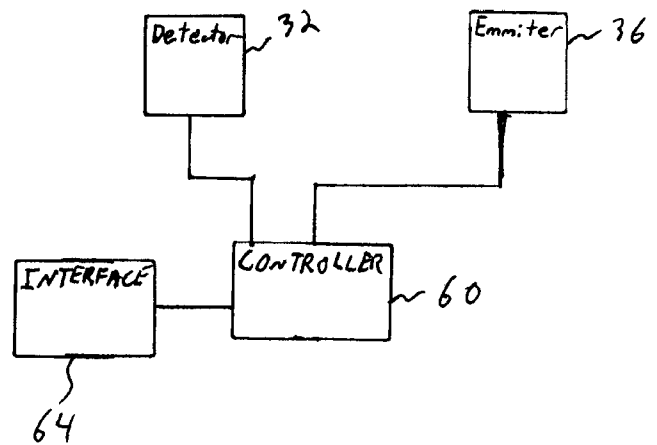 Detector
32
Emmiter
36
CONTROLLER
60
INTERFACE
64